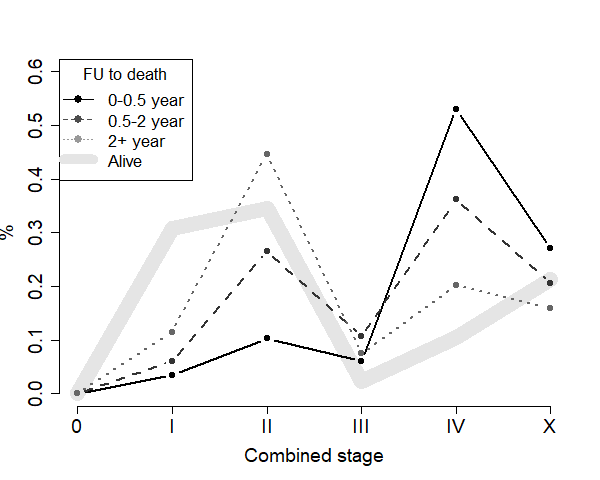 FU to death
0-0.5 year
0.5-2 year
2+ year
Alive
%
0.6
0.5
0.4
0.3
0.2
0.1
0.0
0 I II III IV X
Combined stage